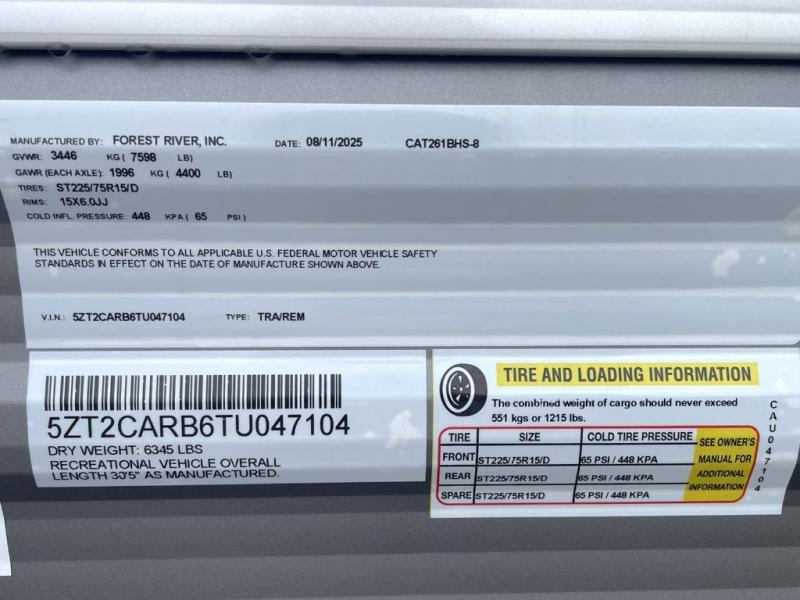 MANUFACTURED BY: FOREST RIVER, INC. DATE: 08/11/2025 CAT261BHS-8
GVWR: 3446 KG ( 7598 LB)
GAWR (EACH AXLE): 1996 KG ( 4400 LB)
TIRES: ST225/75R15/D
RIMS: 15X6.0JJ
COLD INFL. PRESSURE: 448 KPA ( 65 PSI )
THIS VEHICLE CONFORMS TO ALL APPLICABLE U.S. FEDERAL MOTOR VEHICLE SAFETY
STANDARDS IN EFFECT ON THE DATE OF MANUFACTURE SHOWN ABOVE.
V.I.N.: 5ZT2CARB6TU047104 TYPE: TRA/REM
5ZT2CARB6TU047104
DRY WEIGHT: 6345 LBS
RECREATIONAL VEHICLE OVERALL
LENGTH 30'5" AS MANUFACTURED.
TIRE AND LOADING INFORMATION
The combined weight of cargo should never exceed
551 kgs or 1215 lbs.
TIRE SIZE COLD TIRE PRESSURE
FRONT ST225/75R15/D 65 PSI / 448 KPA
REAR ST225/75R15/D 65 PSI / 448 KPA
SPARE ST225/75R15/D 65 PSI / 448 KPA
SEE OWNER'S
MANUAL FOR
ADDITIONAL
INFORMATION
CAU047104